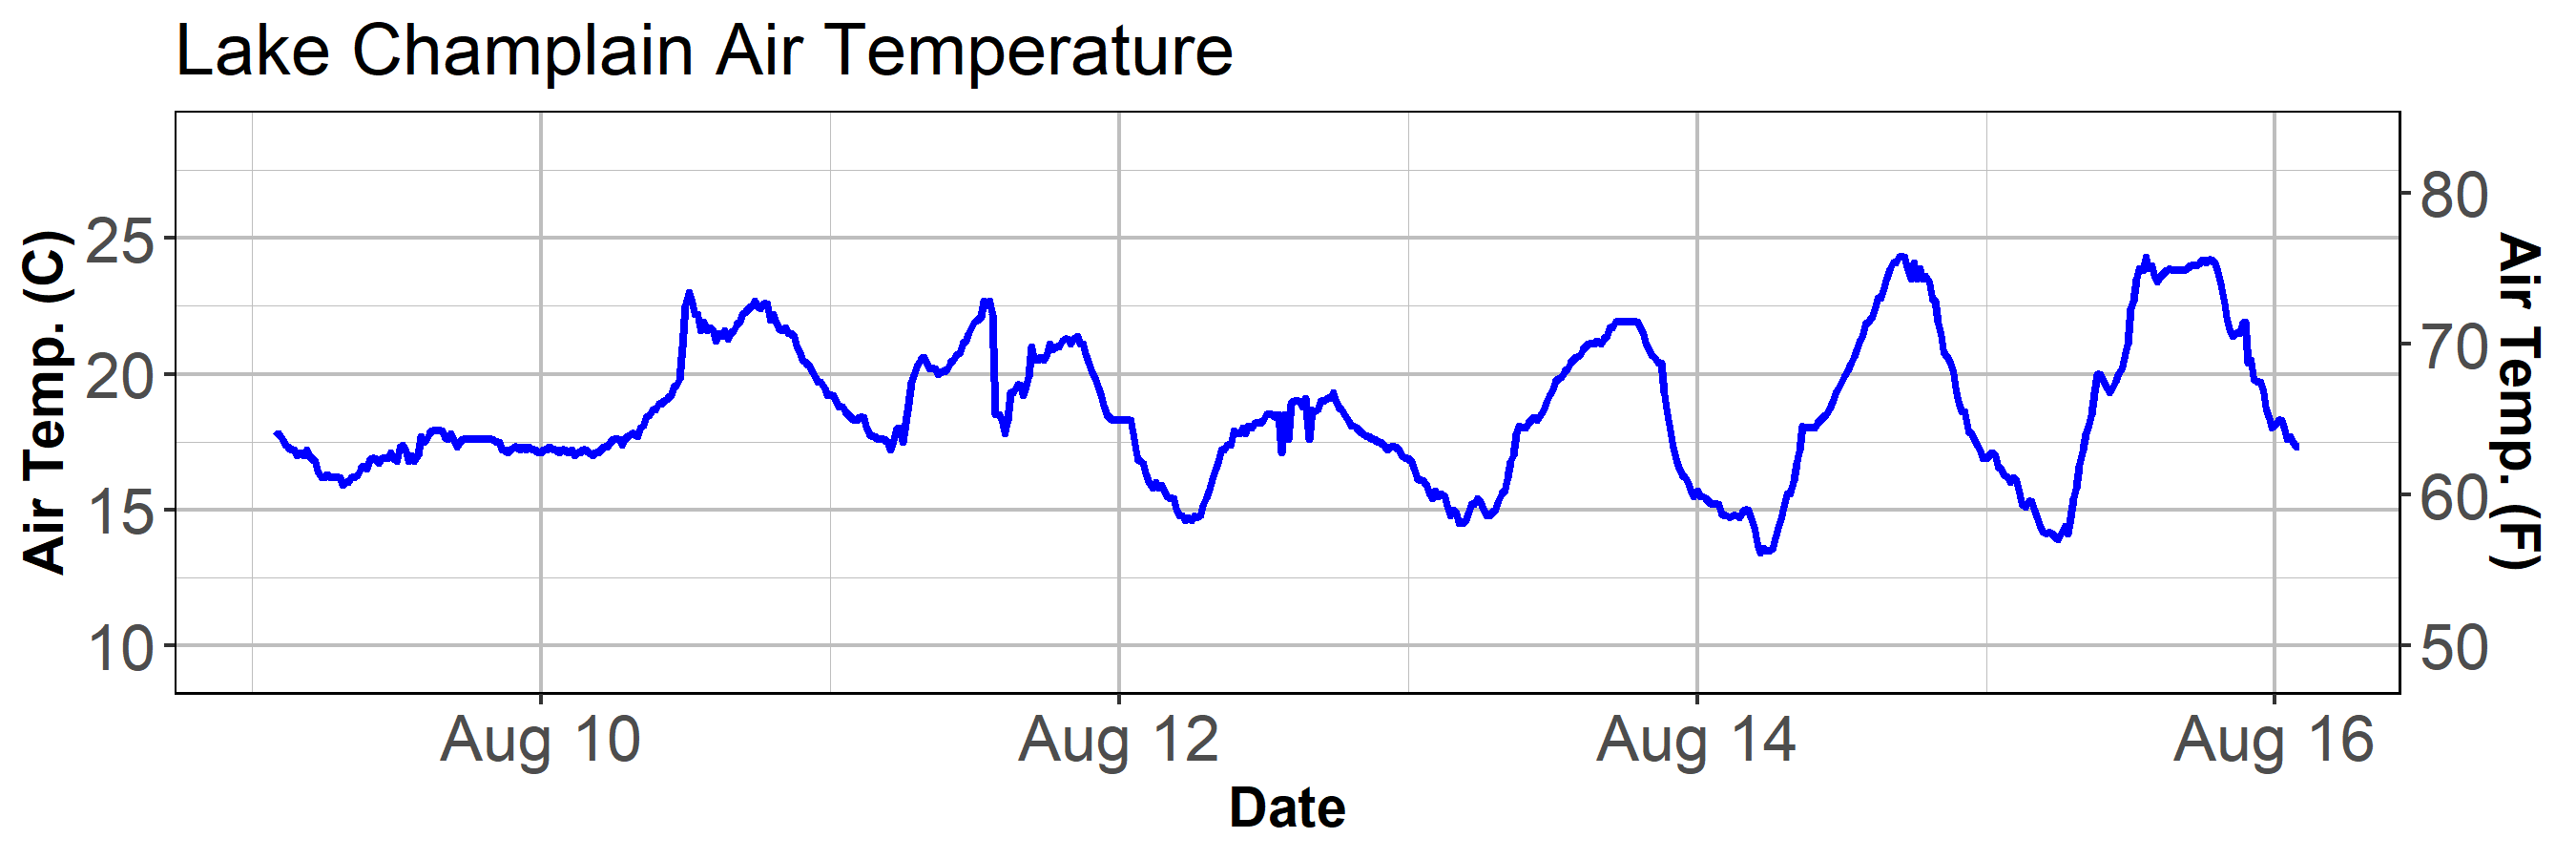 Lake Champlain Air Temperature
Air Temp. (C)
25
20
15
10
80
70
60
50
Air Temp. (F)
Aug 10 Aug 12 Aug 14 Aug 16
Date